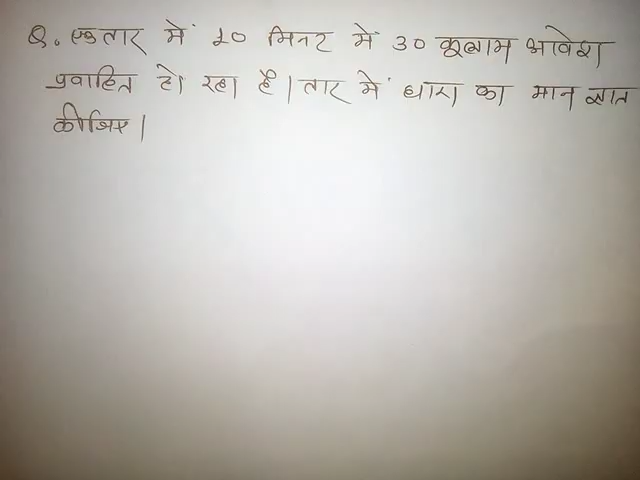 Q. एक तार में 10 मिनट में 30 कूलाम आवेश
प्रवाहित हो रहा है। तार में धारा का मान ज्ञात
कीजिए।